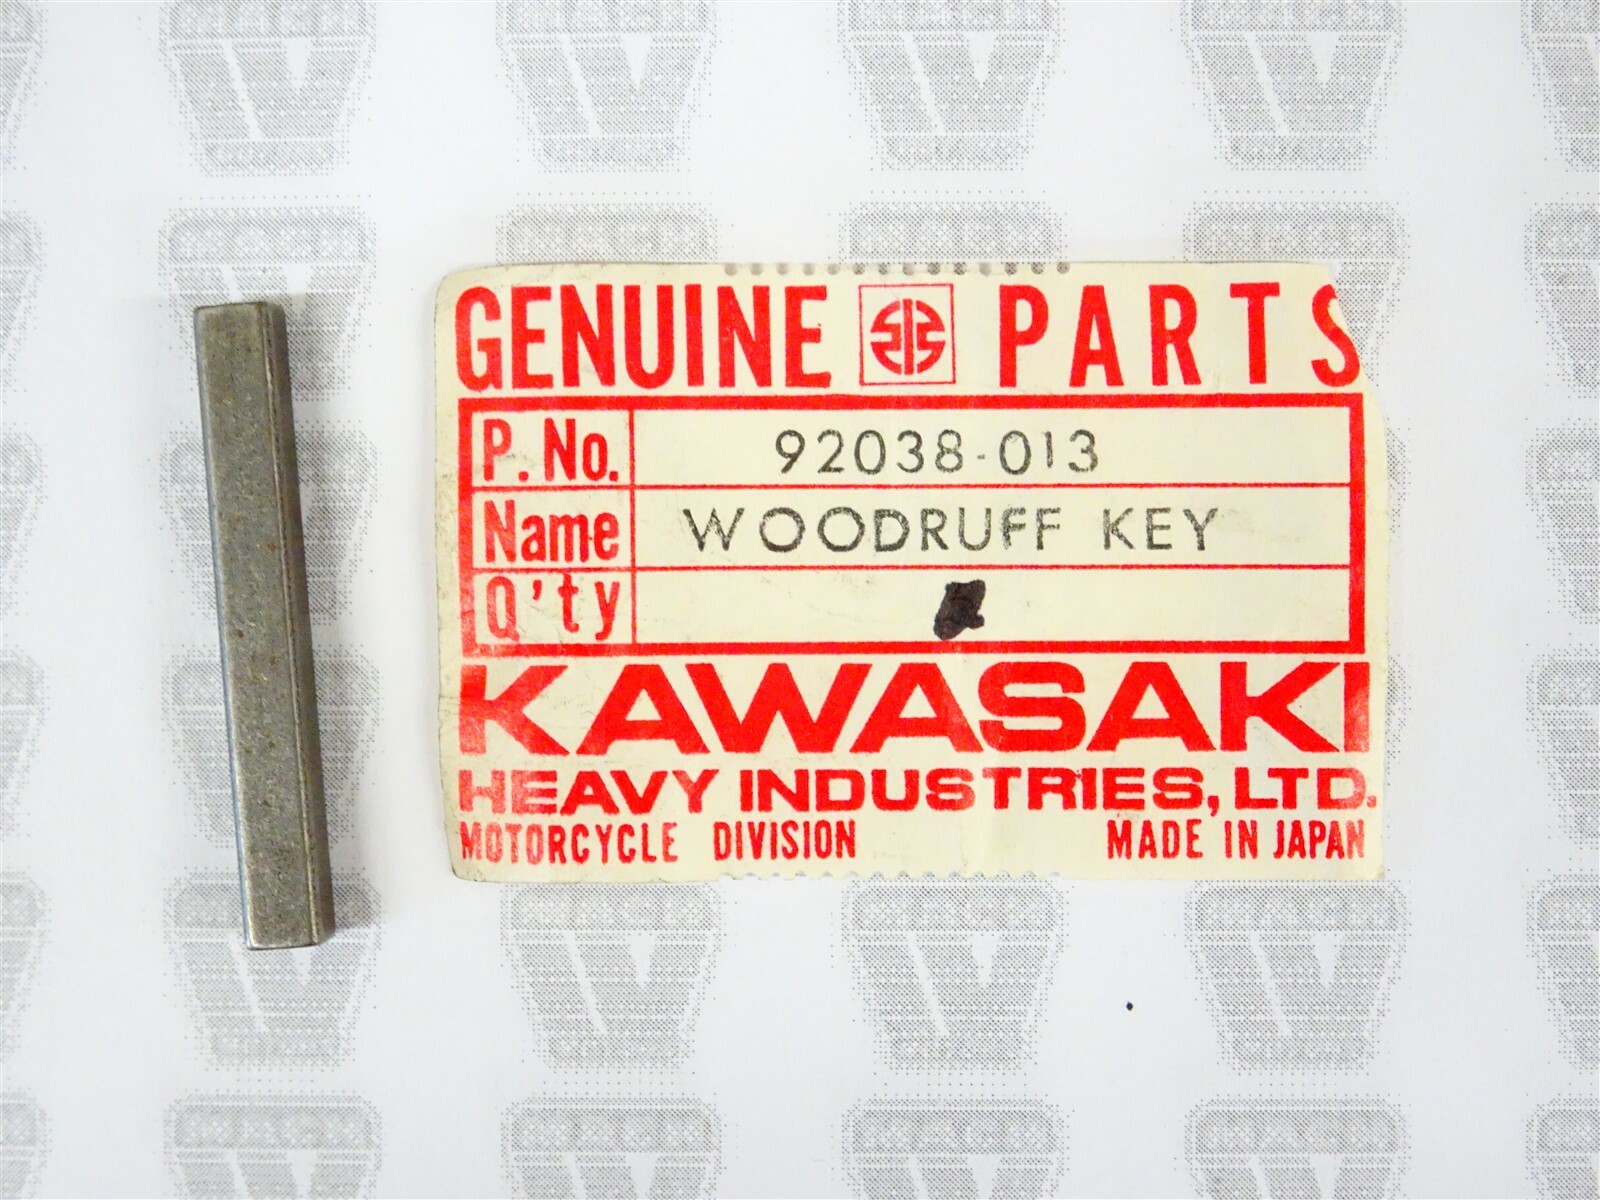 GENUINE PARTS
P. No. 92038-013
Name WOODRUFF KEY
Q'ty
KAWASAKI
HEAVY INDUSTRIES, LTD.
MOTORCYCLE DIVISION MADE IN JAPAN